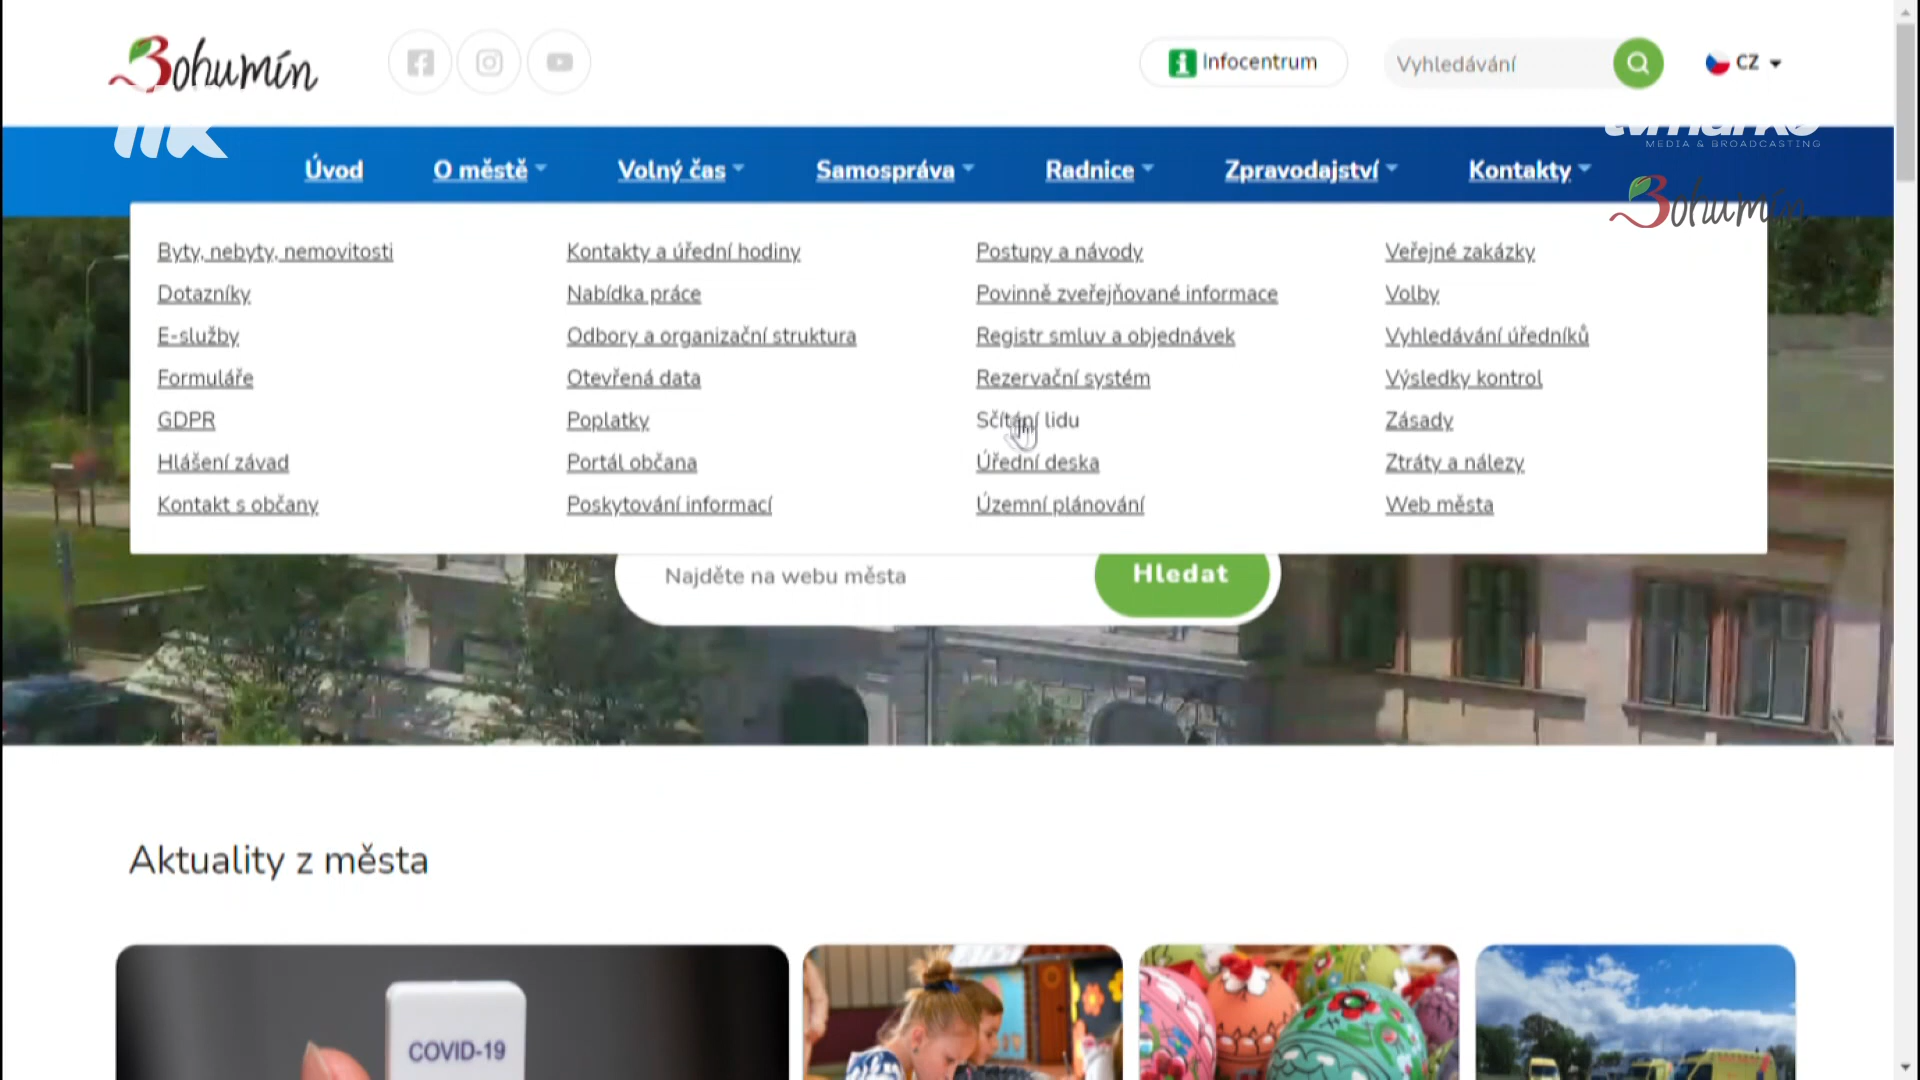 Bohumín
Infocentrum
Vyhledávání
CZ
tik
tvmarko
MEDIA & BROADCASTING
Úvod
O městě
Volný čas
Samospráva
Radnice
Zpravodajství
Kontakty
Bohumín
Byty, nebyty, nemovitosti
Dotazníky
E-služby
Formuláře
GDPR
Hlášení závad
Kontakt s občany
Kontakty a úřední hodiny
Nabídka práce
Odbory a organizační struktura
Otevřená data
Poplatky
Portál občana
Poskytování informací
Postupy a návody
Povinně zveřejňované informace
Registr smluv a objednávek
Rezervační systém
Sčítání lidu
Úřední deska
Územní plánování
Veřejné zakázky
Volby
Vyhledávání úředníků
Výsledky kontrol
Zásady
Ztráty a nálezy
Web města
Najděte na webu města
Hledat
Aktuality z města
COVID-19